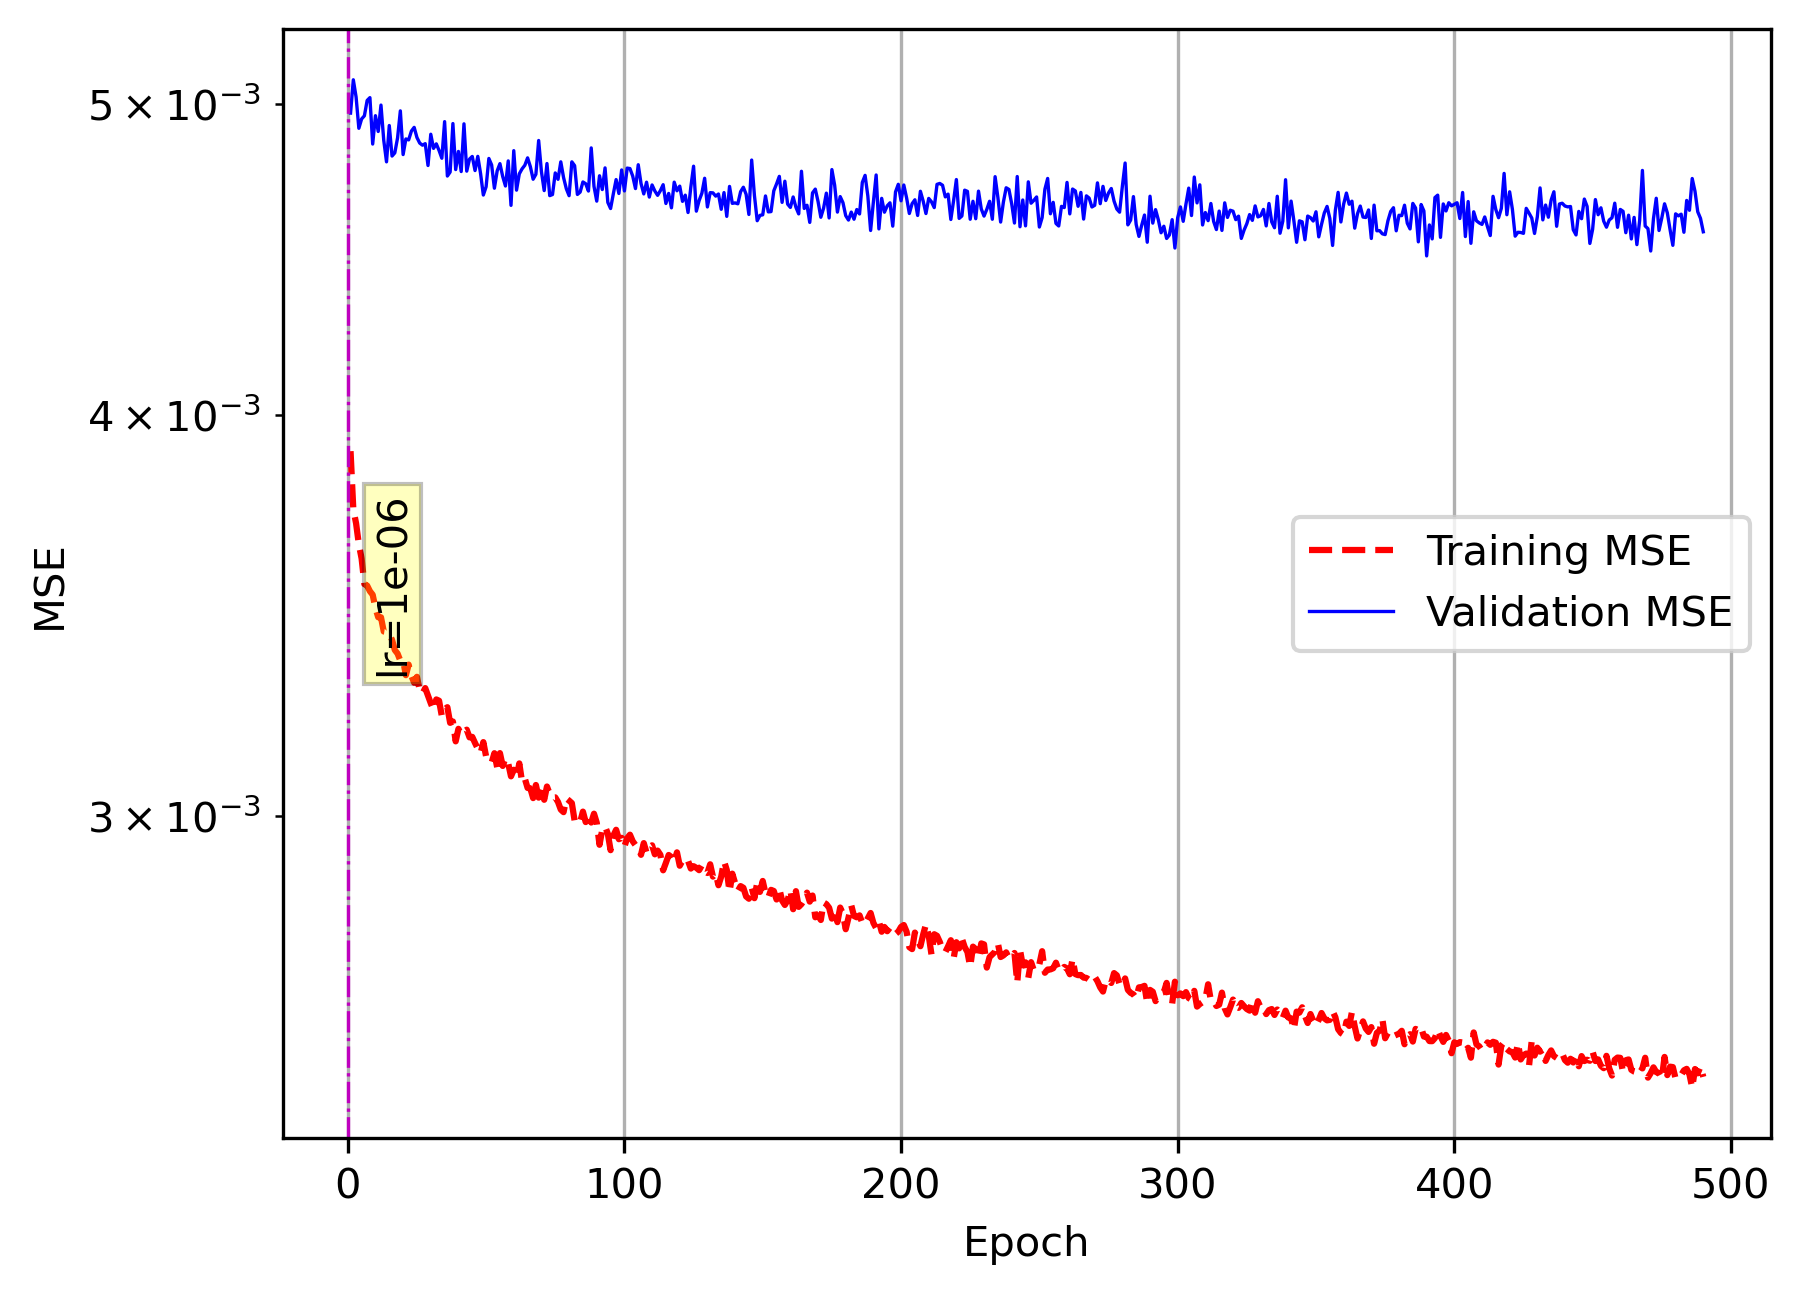 5 × 10⁻³
4 × 10⁻³
3 × 10⁻³
MSE
lr=1e-06
Training MSE
Validation MSE
0 100 200 300 400 500
Epoch